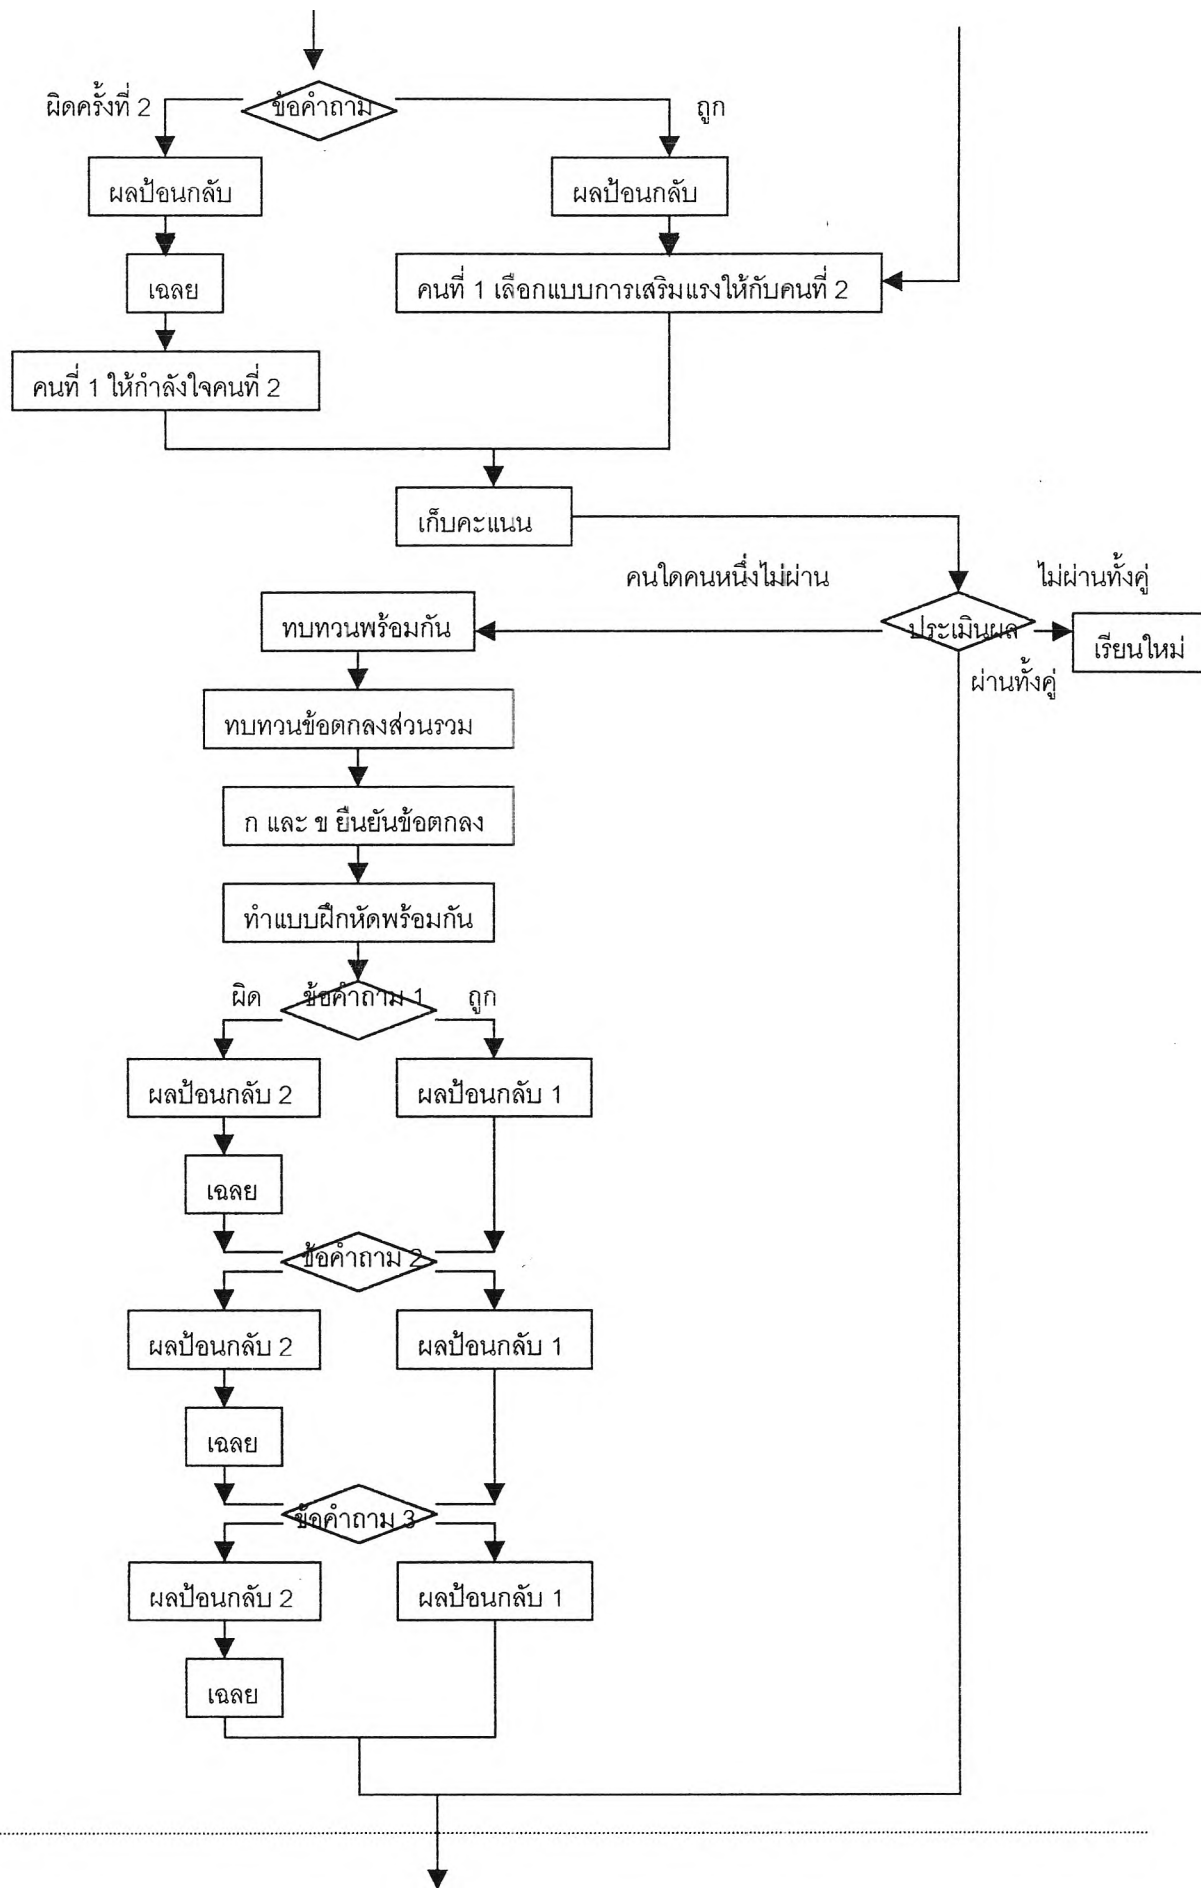 ผิดครั้งที่ 2
ข้อคำถาม
ถูก
ผลป้อนกลับ
ผลป้อนกลับ
เฉลย
คนที่ 1 เลือกแบบการเสริมแรงให้กับคนที่ 2
คนที่ 1 ให้กำลังใจคนที่ 2
เก็บคะแนน
คนใดคนหนึ่งไม่ผ่าน
ไม่ผ่านทั้งคู่
ทบทวนพร้อมกัน
ประเมินผล
เรียนใหม่
ผ่านทั้งคู่
ทบทวนข้อตกลงส่วนรวม
ก และ ข ยืนยันข้อตกลง
ทำแบบฝึกหัดพร้อมกัน
ผิด
ข้อคำถาม 1
ถูก
ผลป้อนกลับ 2
ผลป้อนกลับ 1
เฉลย
ข้อคำถาม 2
ผลป้อนกลับ 2
ผลป้อนกลับ 1
เฉลย
ข้อคำถาม 3
ผลป้อนกลับ 2
ผลป้อนกลับ 1
เฉลย